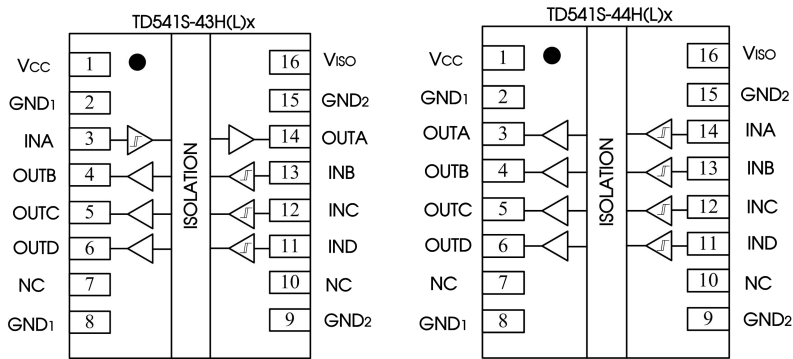 TD541S-43H(L)x
VCC 1 16 VISO
GND1 2 15 GND2
INA 3 14 OUTA
OUTB 4 13 INB
OUTC 5 12 INC
OUTD 6 11 IND
NC 7 10 NC
GND1 8 9 GND2
ISOLATION
TD541S-44H(L)x
VCC 1 16 VISO
GND1 2 15 GND2
OUTA 3 14 INA
OUTB 4 13 INB
OUTC 5 12 INC
OUTD 6 11 IND
NC 7 10 NC
GND1 8 9 GND2
ISOLATION